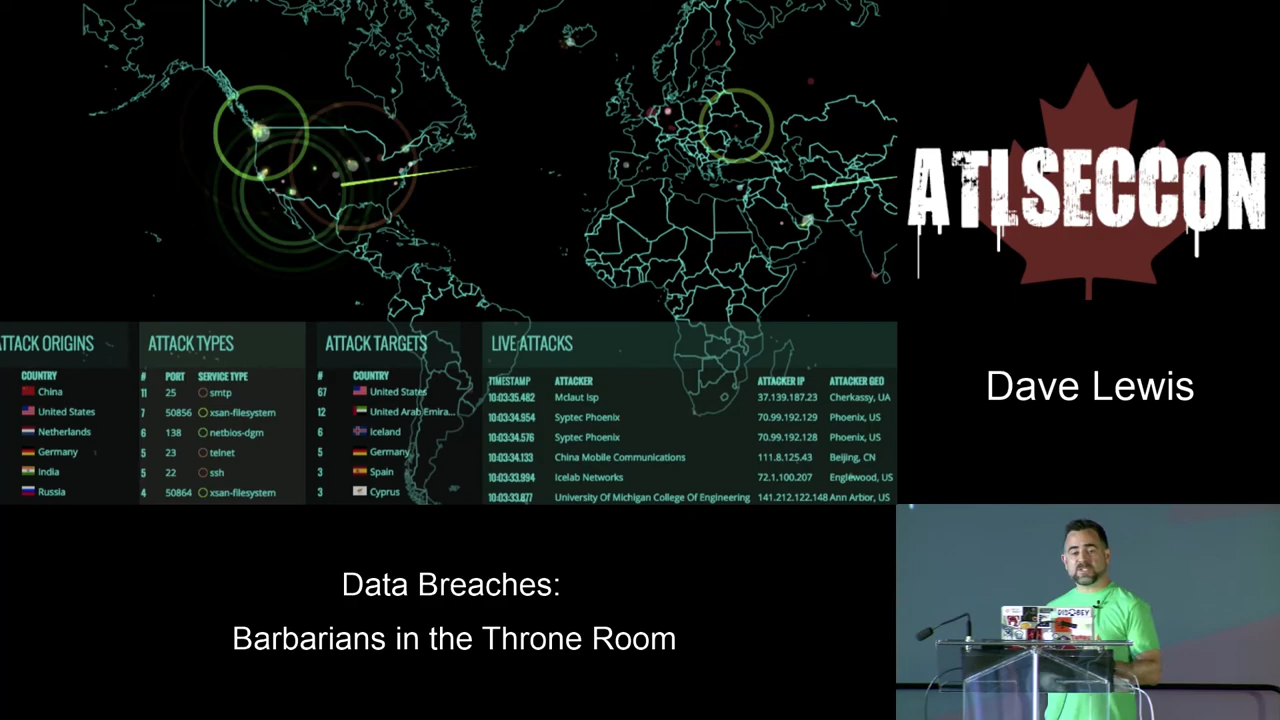 ATTACK ORIGINS
COUNTRY
China
United States
Netherlands
Germany
India
Russia
ATTACK TYPES
# PORT SERVICE TYPE
11 25 smtp
7 50856 xsan-filesystem
6 138 netbios-dgm
5 23 telnet
5 22 ssh
4 50864 xsan-filesystem
ATTACK TARGETS
# COUNTRY
67 United States
12 United Arab Emira...
6 Iceland
5 Germany
3 Spain
3 Cyprus
LIVE ATTACKS
TIMESTAMP ATTACKER ATTACKER IP ATTACKER GEO
10:03:35.482 Mclaut Isp 37.139.187.23 Cherkassy, UA
10:03:34.954 Syptec Phoenix 70.99.192.129 Phoenix, US
10:03:34.576 Syptec Phoenix 70.99.192.128 Phoenix, US
10:03:34.133 China Mobile Communications 111.8.125.43 Beijing, CN
10:03:33.994 Icelab Networks 72.1.100.207 Englewood, US
10:03:33.877 University Of Michigan College Of Engineering 141.212.122.148 Ann Arbor, US
ATLSECCON
Dave Lewis
Data Breaches:
Barbarians in the Throne Room
DISOBEY